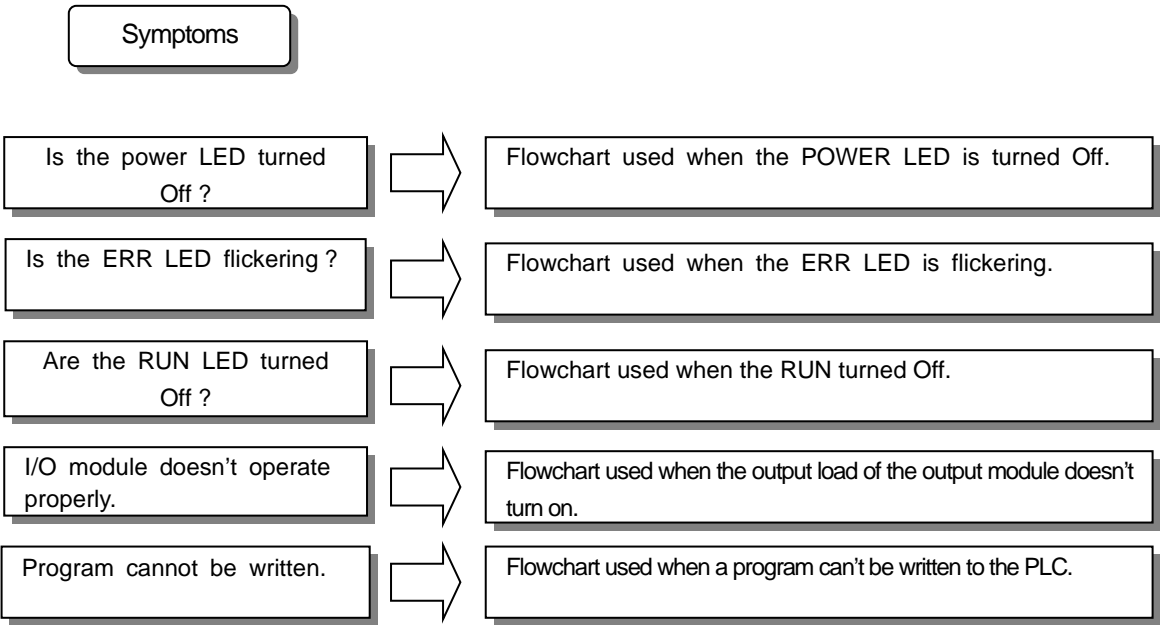 Symptoms
Is the power LED turned
Off ?
Flowchart used when the POWER LED is turned Off.
Is the ERR LED flickering ?
Flowchart used when the ERR LED is flickering.
Are the RUN LED turned
Off ?
Flowchart used when the RUN turned Off.
I/O module doesn't operate
properly.
Flowchart used when the output load of the output module doesn't
turn on.
Program cannot be written.
Flowchart used when a program can't be written to the PLC.